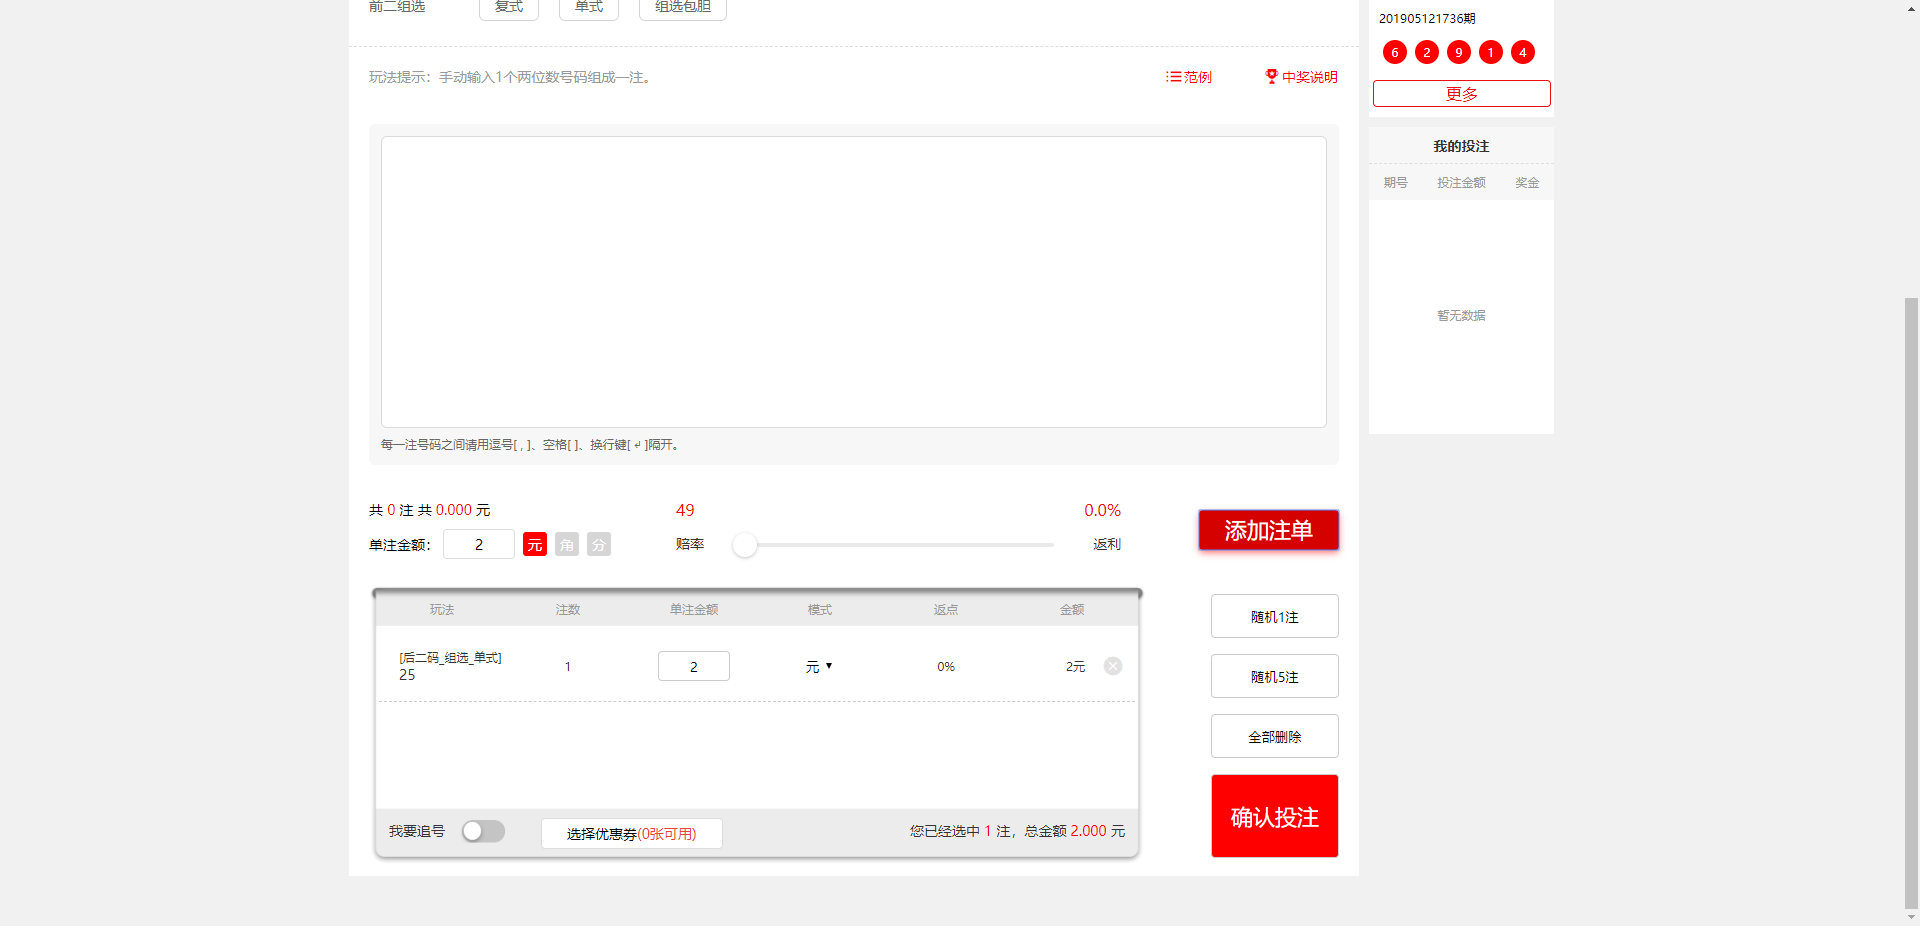 前二组选 复式 单式 组选包胆
玩法提示：手动输入1个两位数号码组成一注。 范例 中奖说明
每一注号码之间请用逗号[ , ]、空格[ ]、换行键[ ↲ ]隔开。
共 0 注 共 0.000 元 49 0.0%
单注金额： 2 元 角 分 赔率 返利
添加注单
玩法 注数 单注金额 模式 返点 金额
[后二码_组选_单式]
25
1 2 元 ▼ 0% 2元
我要追号 选择优惠券(0张可用) 您已经选中 1 注，总金额 2.000 元
随机1注
随机5注
全部删除
确认投注
201905121736期
6 2 9 1 4
更多
我的投注
期号 投注金额 奖金
暂无数据